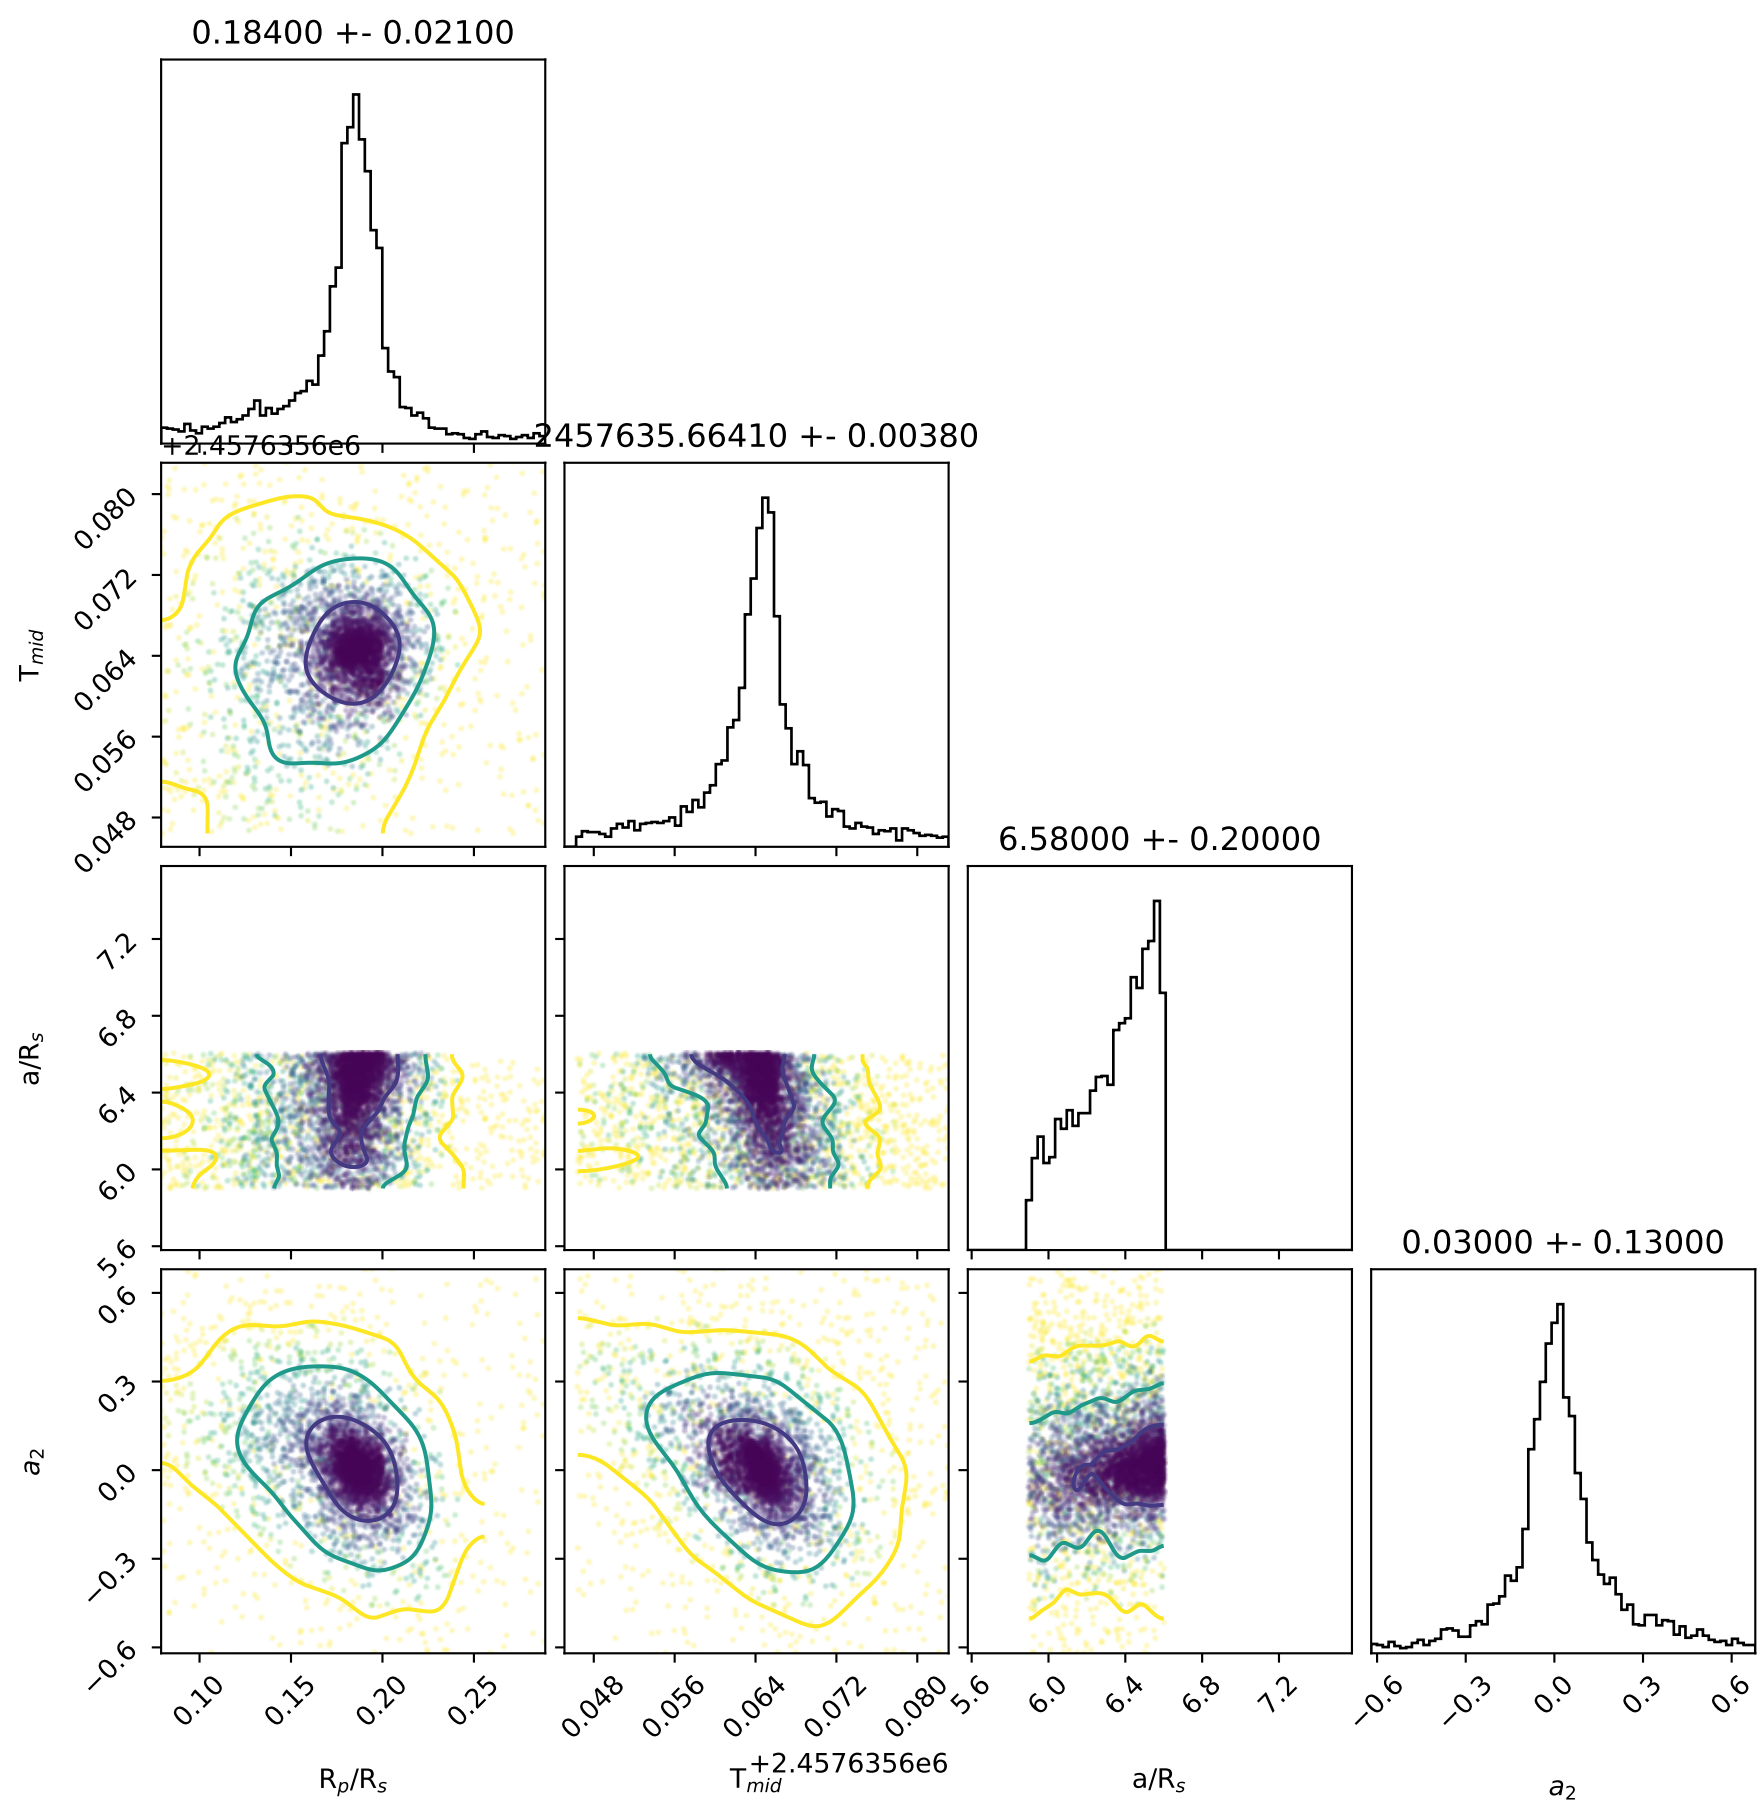 0.18400 +- 0.02100
+2.4576356e6
2457635.66410 +- 0.00380
0.080
0.072
0.064
0.056
0.048
T_mid
6.58000 +- 0.20000
7.2
6.8
6.4
6.0
5.6
a/R_s
0.03000 +- 0.13000
0.6
0.3
0.0
−0.3
−0.6
a_2
0.10 0.15 0.20 0.25
0.048 0.056 0.064 0.072 0.080
5.6 6.0 6.4 6.8 7.2
−0.6 −0.3 0.0 0.3 0.6
+2.4576356e6
R_p/R_s
T_mid
a/R_s
a_2